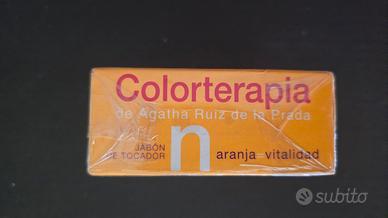 Colorterapia
de Agatha Ruiz de la Prada
JABÓN
DE TOCADOR
naranja vitalidad
subito